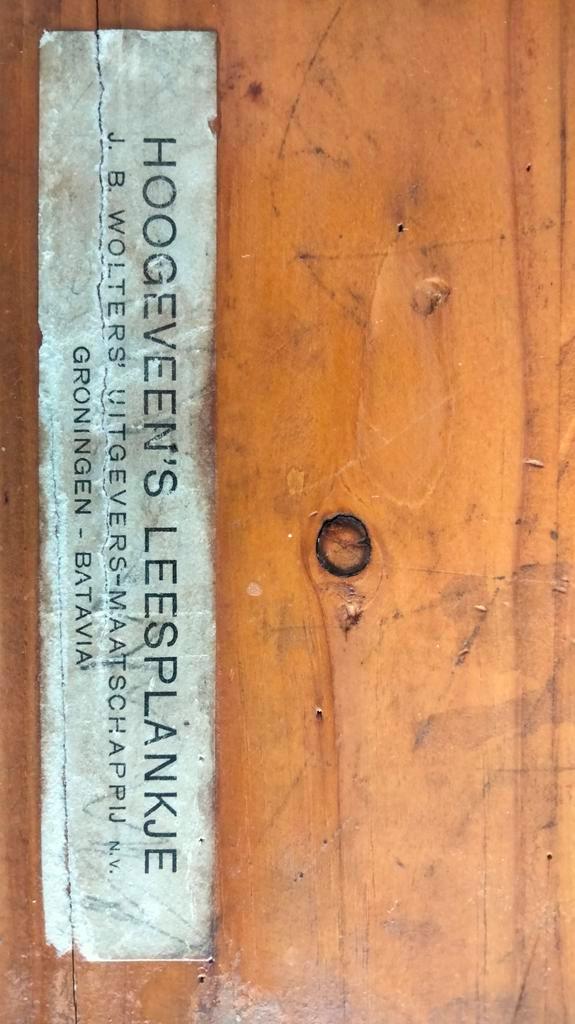 HOOGEVEEN'S LEESPLANKJE
J. B. WOLTERS' UITGEVERS-MAATSCHAPPIJ N.V.
GRONINGEN - BATAVIA